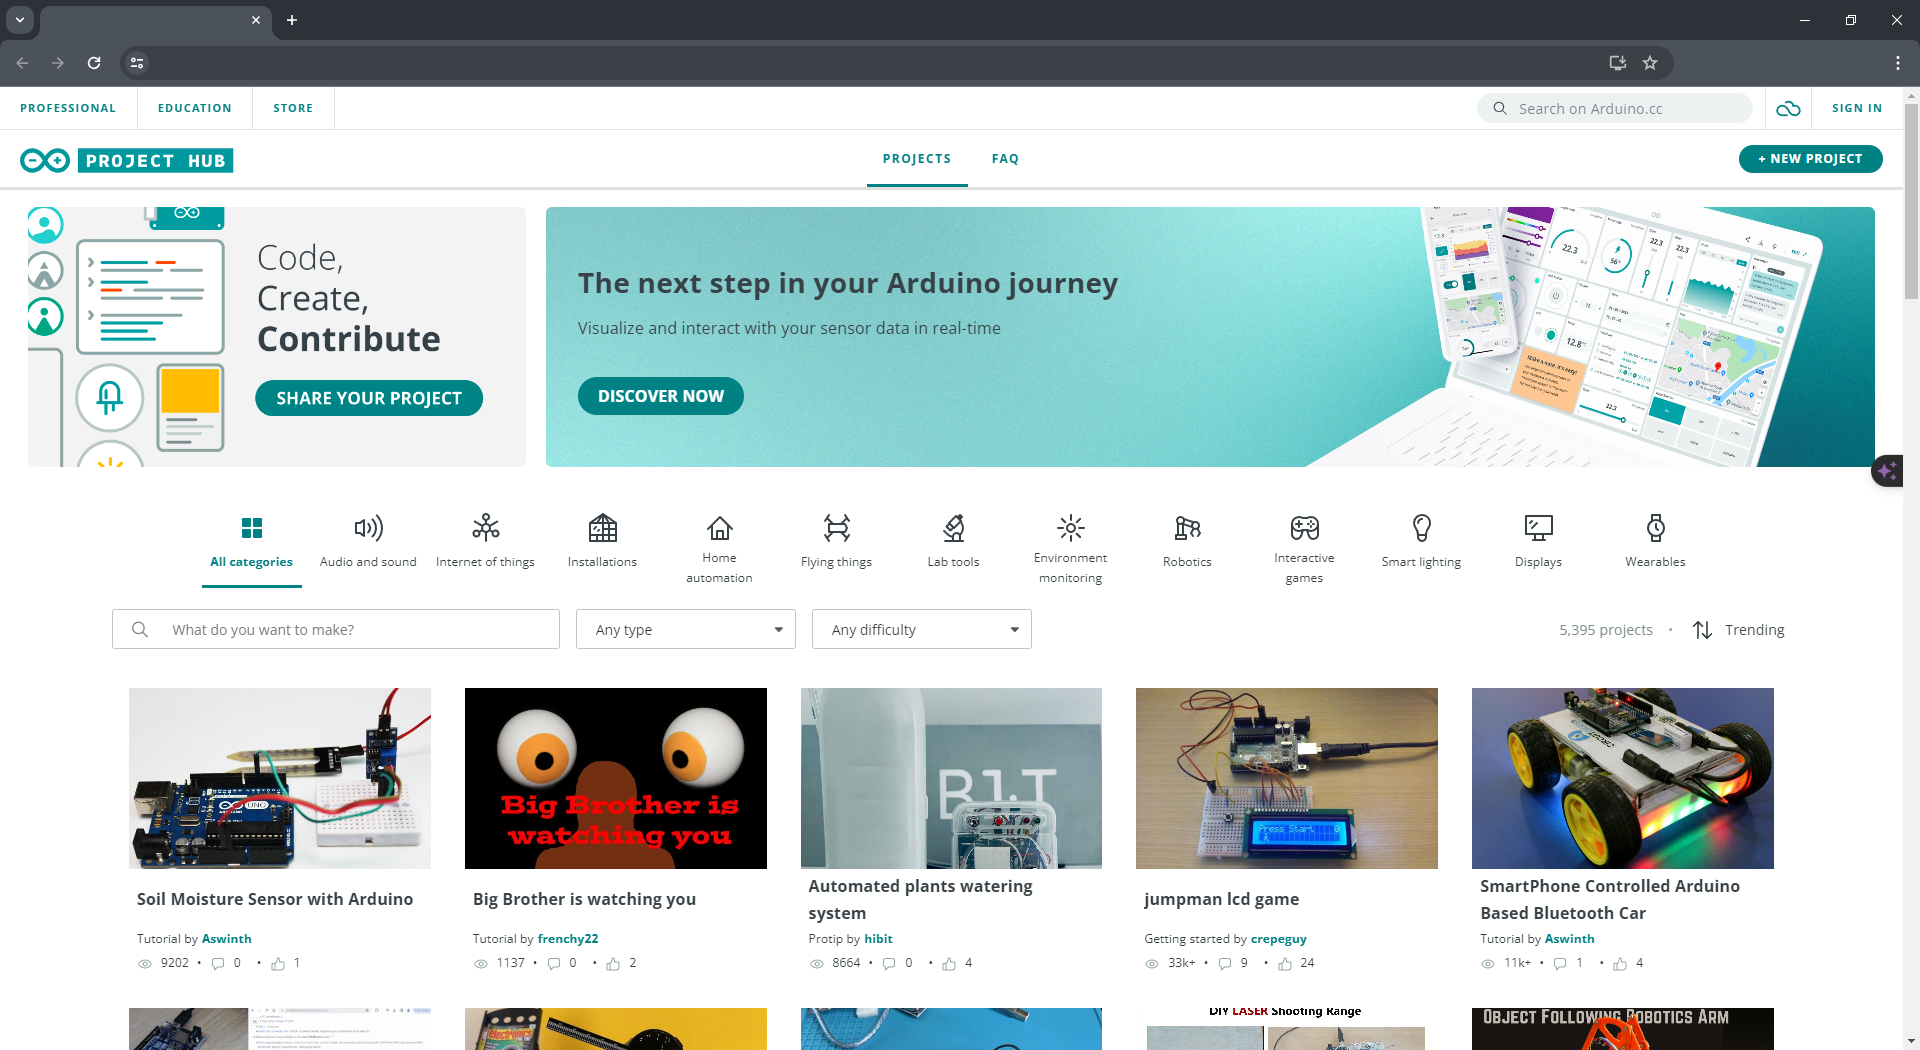 PROFESSIONAL
EDUCATION
STORE
Search on Arduino.cc
SIGN IN
PROJECT HUB
PROJECTS
FAQ
+ NEW PROJECT
Code,
Create,
Contribute
SHARE YOUR PROJECT
The next step in your Arduino journey
Visualize and interact with your sensor data in real-time
DISCOVER NOW
All categories
Audio and sound
Internet of things
Installations
Home
automation
Flying things
Lab tools
Environment
monitoring
Robotics
Interactive
games
Smart lighting
Displays
Wearables
What do you want to make?
Any type
Any difficulty
5,395 projects • Trending
Big Brother is
watching you
Press Start 0
Soil Moisture Sensor with Arduino
Tutorial by Aswinth
9202 • 0 • 1
Big Brother is watching you
Tutorial by frenchy22
1137 • 0 • 2
Automated plants watering
system
Protip by hibit
8664 • 0 • 4
jumpman lcd game
Getting started by crepeguy
33k+ • 9 • 24
SmartPhone Controlled Arduino
Based Bluetooth Car
Tutorial by Aswinth
11k+ • 1 • 4
DIY LASER Shooting Range
OBJECT FOLLOWING ROBOTICS ARM